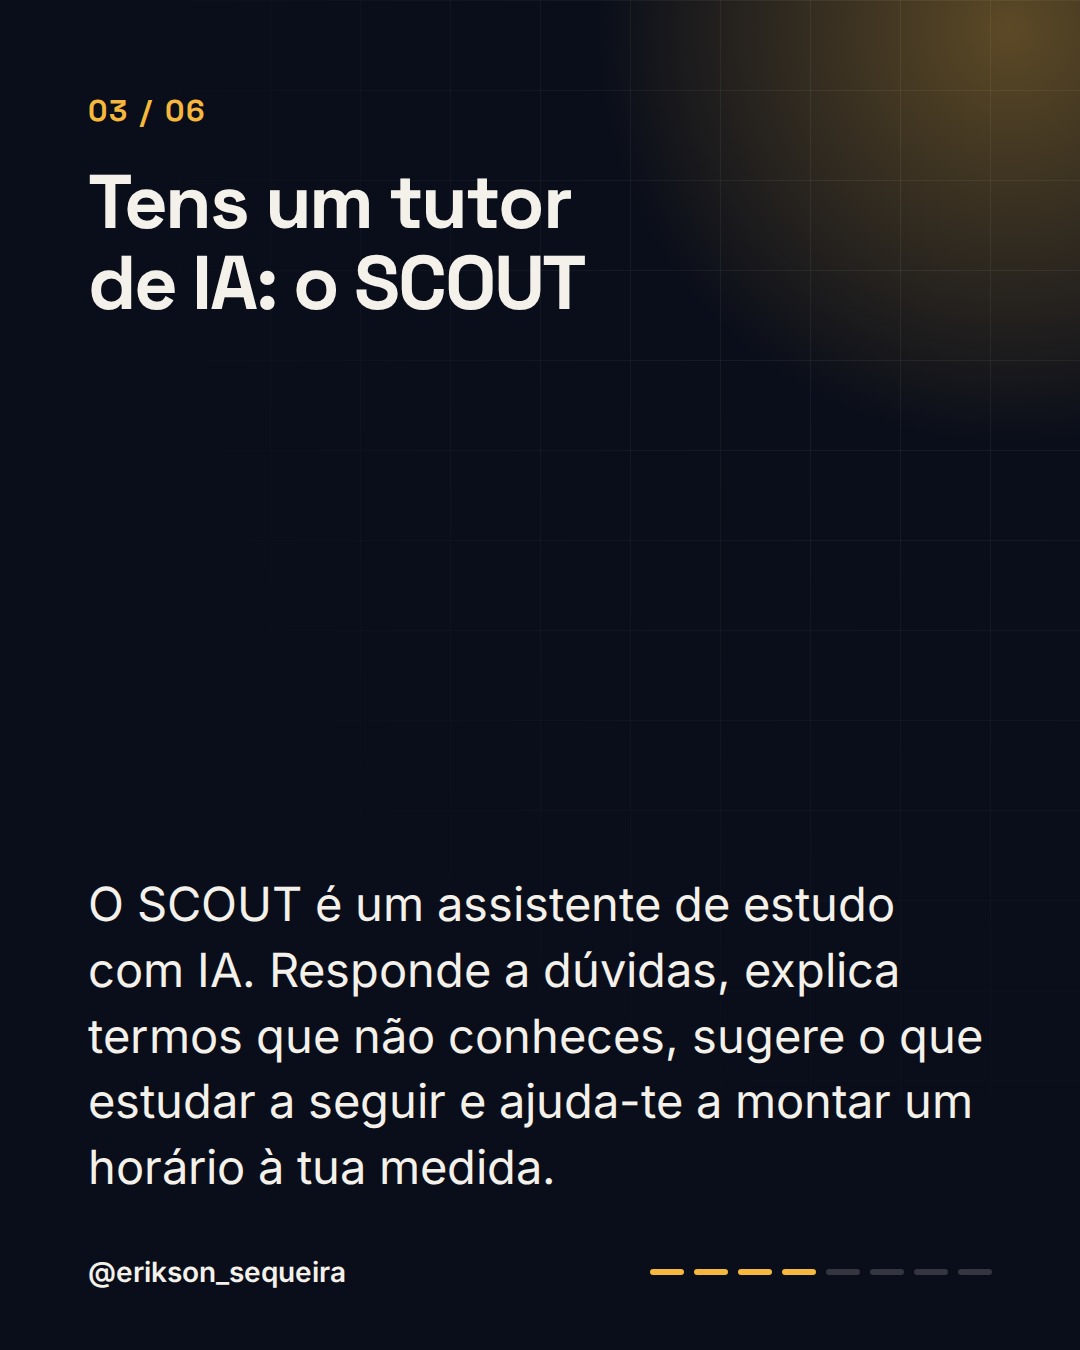 03 / 06
Tens um tutor
de IA: o SCOUT
O SCOUT é um assistente de estudo
com IA. Responde a dúvidas, explica
termos que não conheces, sugere o que
estudar a seguir e ajuda-te a montar um
horário à tua medida.
@erikson_sequeira